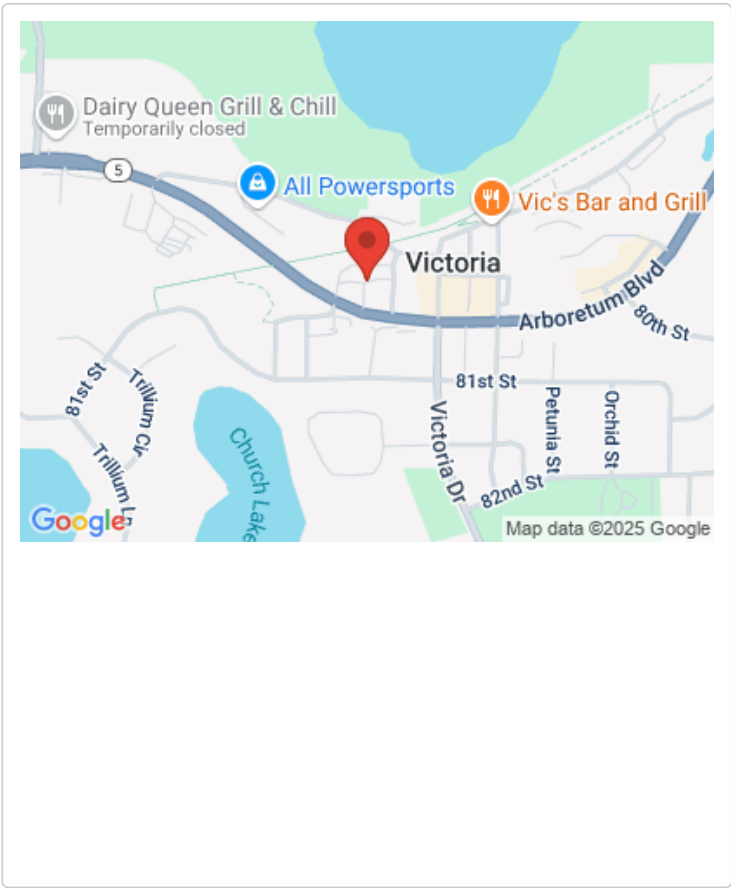 Dairy Queen Grill & Chill
Temporarily closed
5
All Powersports
Vic's Bar and Grill
Victoria
Arboretum Blvd
80th St
81st St
81st St
Trillium Cir
Petunia St
Orchid St
Victoria Dr
Church Lake
Trillium Ln
82nd St
Google
Map data ©2025 Google